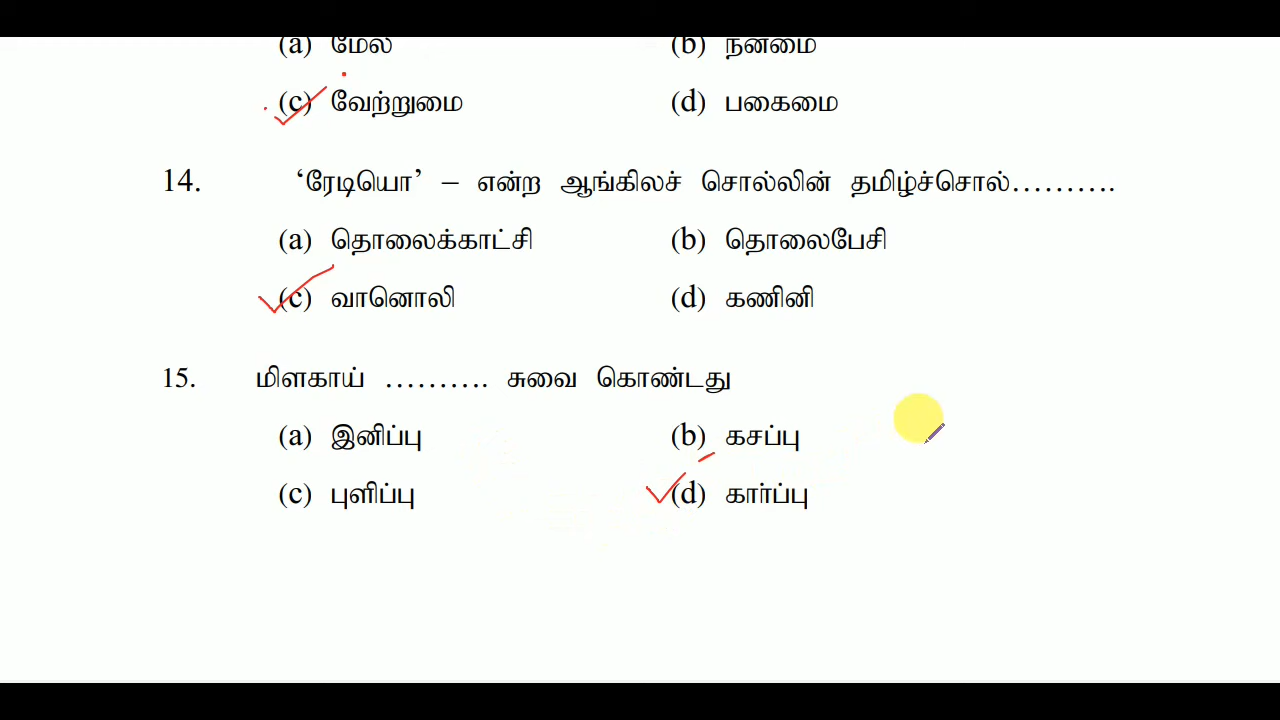 (a) மேல் (b) நன்மை
(c) வேற்றுமை (d) பகைமை
14. ‘ரேடியொ’ – என்ற ஆங்கிலச் சொல்லின் தமிழ்ச்சொல்……….
(a) தொலைக்காட்சி (b) தொலைபேசி
(c) வானொலி (d) கணினி
15. மிளகாய் ………. சுவை கொண்டது
(a) இனிப்பு (b) கசப்பு
(c) புளிப்பு (d) கார்ப்பு